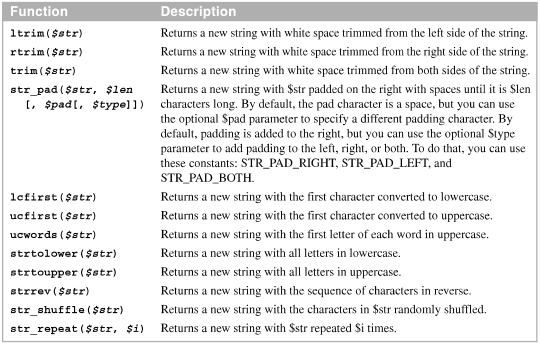 Function Description
ltrim($str) Returns a new string with white space trimmed from the left side of the string.
rtrim($str) Returns a new string with white space trimmed from the right side of the string.
trim($str) Returns a new string with white space trimmed from both sides of the string.
str_pad($str, $len Returns a new string with $str padded on the right with spaces until it is $len
[, $pad[, $type]]) characters long. By default, the pad character is a space, but you can use
the optional $pad parameter to specify a different padding character. By
default, padding is added to the right, but you can use the optional $type
parameter to add padding to the left, right, or both. To do that, you can use
these constants: STR_PAD_RIGHT, STR_PAD_LEFT, and
STR_PAD_BOTH.
lcfirst($str) Returns a new string with the first character converted to lowercase.
ucfirst($str) Returns a new string with the first character converted to uppercase.
ucwords($str) Returns a new string with the first letter of each word in uppercase.
strtolower($str) Returns a new string with all letters in lowercase.
strtoupper($str) Returns a new string with all letters in uppercase.
strrev($str) Returns a new string with the sequence of characters in reverse.
str_shuffle($str) Returns a new string with the characters in $str randomly shuffled.
str_repeat($str, $i) Returns a new string with $str repeated $i times.